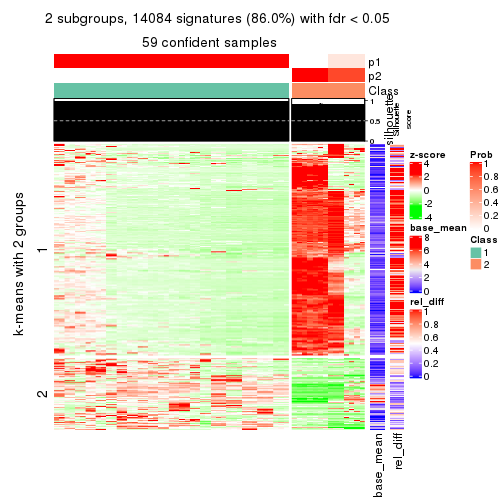 2 subgroups, 14084 signatures (86.0%) with fdr < 0.05
59 confident samples
p1
p2
Class
silhouette
Silhouette
score
1
0.5
0
k-means with 2 groups
1
2
base_mean
rel_diff
z-score
4
2
0
-2
-4
base_mean
8
6
4
2
0
rel_diff
1
0.8
0.6
0.4
0.2
0
Prob
1
0.8
0.6
0.4
0.2
0
Class
1
2